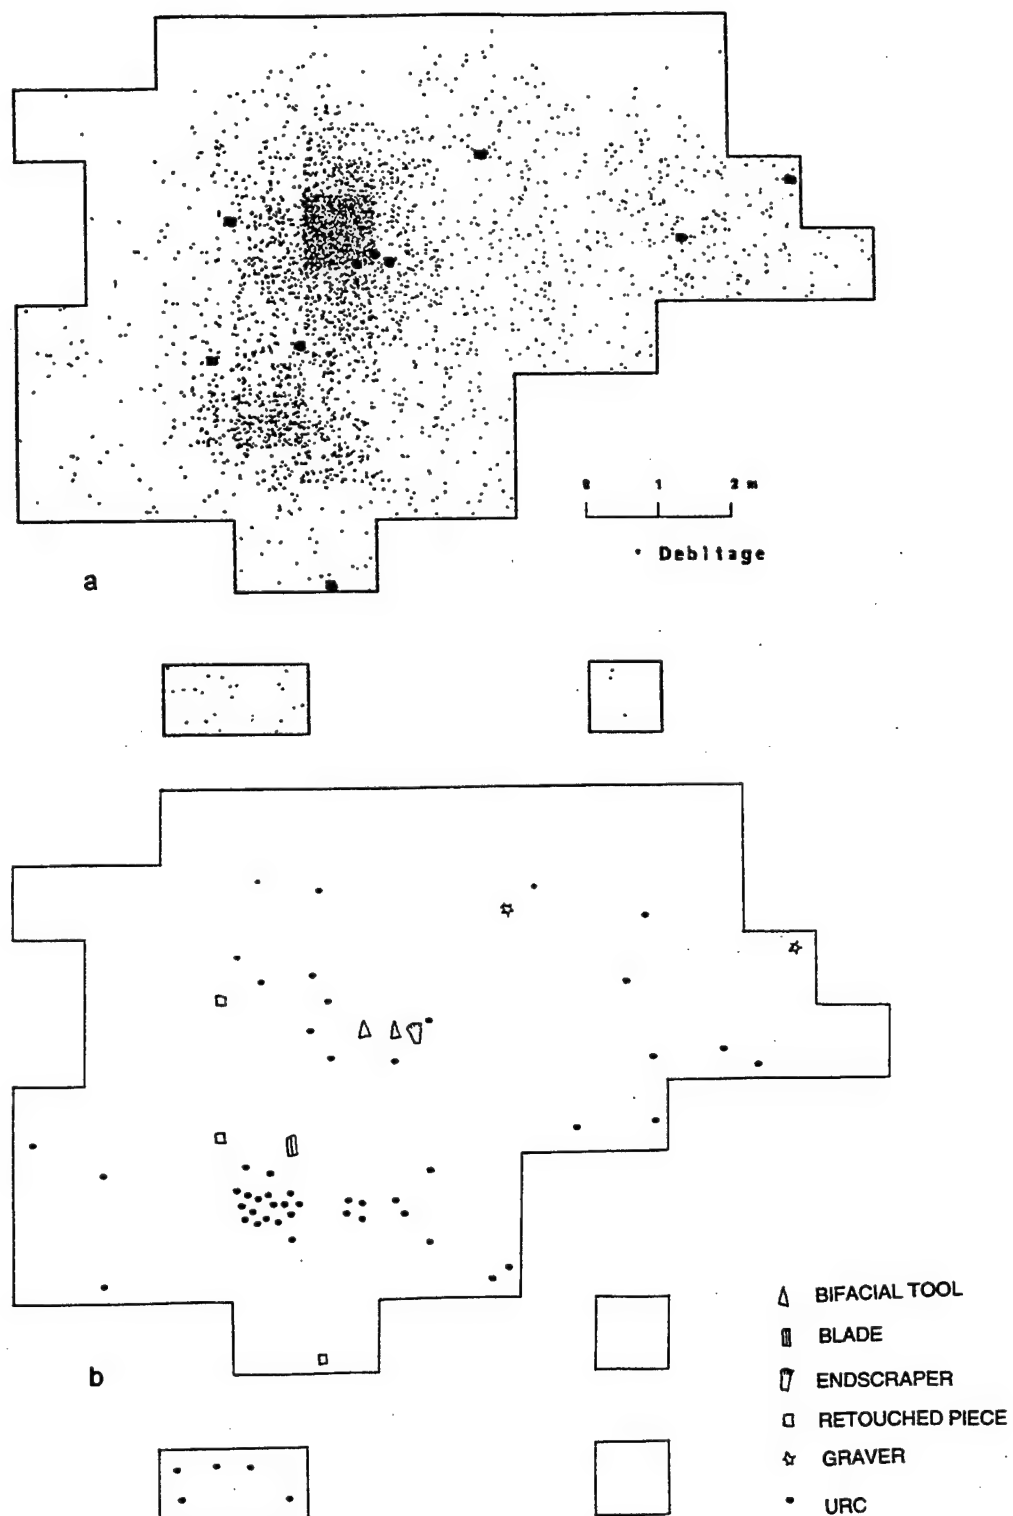 0 1 2 m
• Debitage
a
b
BIFACIAL TOOL
BLADE
ENDSCRAPER
RETOUCHED PIECE
GRAVER
URC